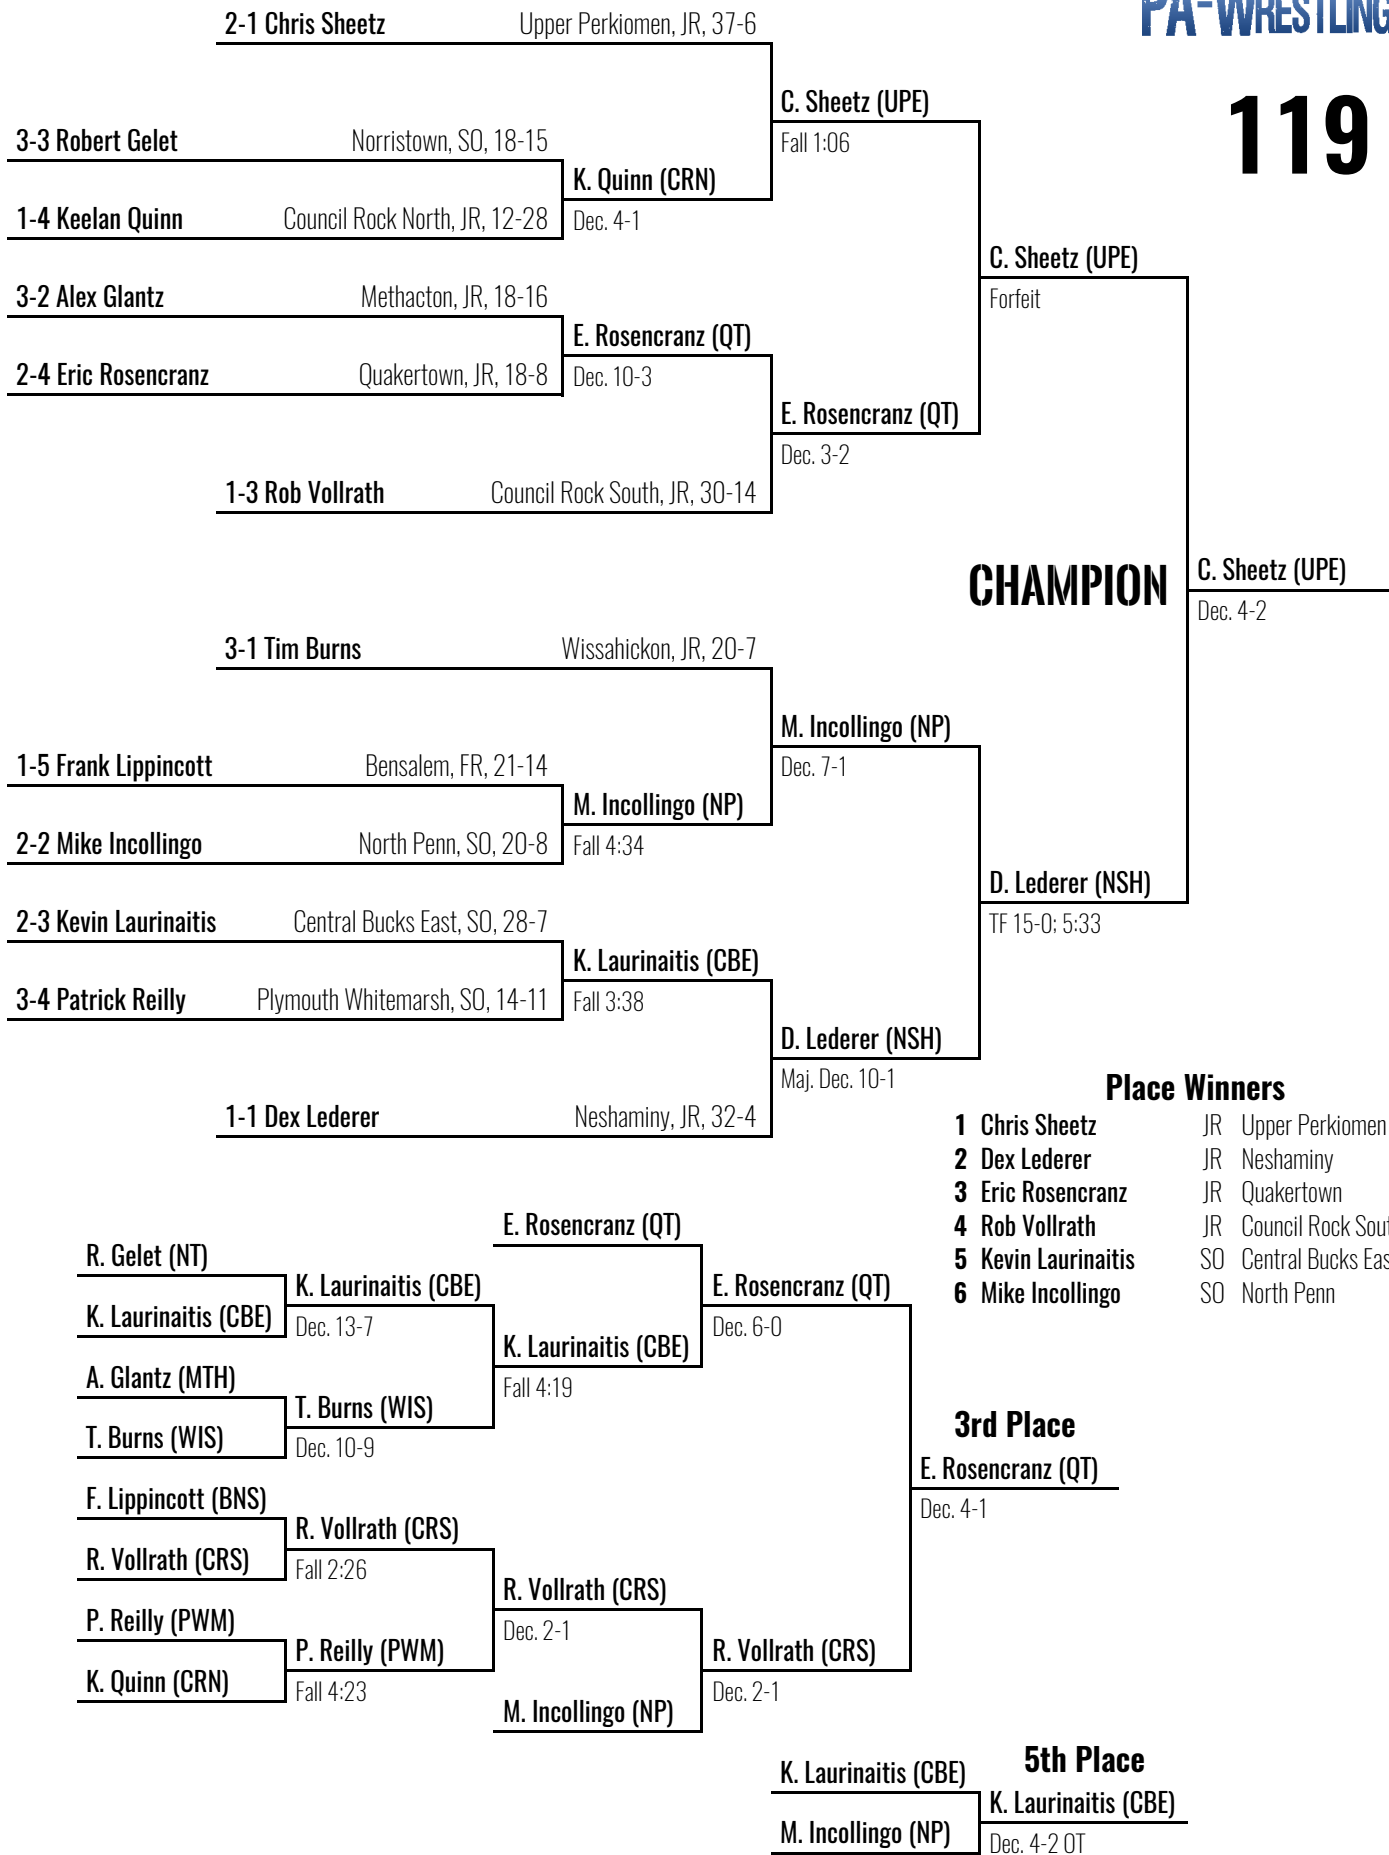 PA-WRESTLING
119
2-1 Chris Sheetz Upper Perkiomen, JR, 37-6
C. Sheetz (UPE)
Fall 1:06
3-3 Robert Gelet Norristown, SO, 18-15
K. Quinn (CRN)
Dec. 4-1
1-4 Keelan Quinn Council Rock North, JR, 12-28
C. Sheetz (UPE)
Forfeit
3-2 Alex Glantz Methacton, JR, 18-16
E. Rosencranz (QT)
Dec. 10-3
2-4 Eric Rosencranz Quakertown, JR, 18-8
E. Rosencranz (QT)
Dec. 3-2
1-3 Rob Vollrath Council Rock South, JR, 30-14
CHAMPION
C. Sheetz (UPE)
Dec. 4-2
3-1 Tim Burns Wissahickon, JR, 20-7
M. Incollingo (NP)
Dec. 7-1
1-5 Frank Lippincott Bensalem, FR, 21-14
M. Incollingo (NP)
Fall 4:34
2-2 Mike Incollingo North Penn, SO, 20-8
D. Lederer (NSH)
TF 15-0; 5:33
2-3 Kevin Laurinaitis Central Bucks East, SO, 28-7
K. Laurinaitis (CBE)
Fall 3:38
3-4 Patrick Reilly Plymouth Whitemarsh, SO, 14-11
D. Lederer (NSH)
Maj. Dec. 10-1
1-1 Dex Lederer Neshaminy, JR, 32-4
Place Winners
1 Chris Sheetz JR Upper Perkiomen
2 Dex Lederer JR Neshaminy
3 Eric Rosencranz JR Quakertown
4 Rob Vollrath JR Council Rock Sout
5 Kevin Laurinaitis SO Central Bucks Eas
6 Mike Incollingo SO North Penn
E. Rosencranz (QT)
R. Gelet (NT)
K. Laurinaitis (CBE)
Dec. 13-7
K. Laurinaitis (CBE)
E. Rosencranz (QT)
Dec. 6-0
K. Laurinaitis (CBE)
Fall 4:19
A. Glantz (MTH)
T. Burns (WIS)
Dec. 10-9
T. Burns (WIS)
3rd Place
E. Rosencranz (QT)
Dec. 4-1
F. Lippincott (BNS)
R. Vollrath (CRS)
Fall 2:26
R. Vollrath (CRS)
R. Vollrath (CRS)
Dec. 2-1
P. Reilly (PWM)
P. Reilly (PWM)
Fall 4:23
K. Quinn (CRN)
R. Vollrath (CRS)
Dec. 2-1
M. Incollingo (NP)
5th Place
K. Laurinaitis (CBE)
K. Laurinaitis (CBE)
Dec. 4-2 OT
M. Incollingo (NP)